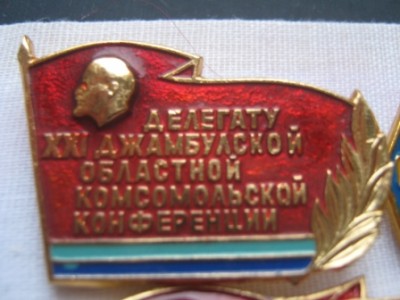 ДЕЛЕГАТУ
XXI ДЖАМБУЛСКОЙ
ОБЛАСТНОЙ
КОМСОМОЛЬСКОЙ
КОНФЕРЕНЦИИ